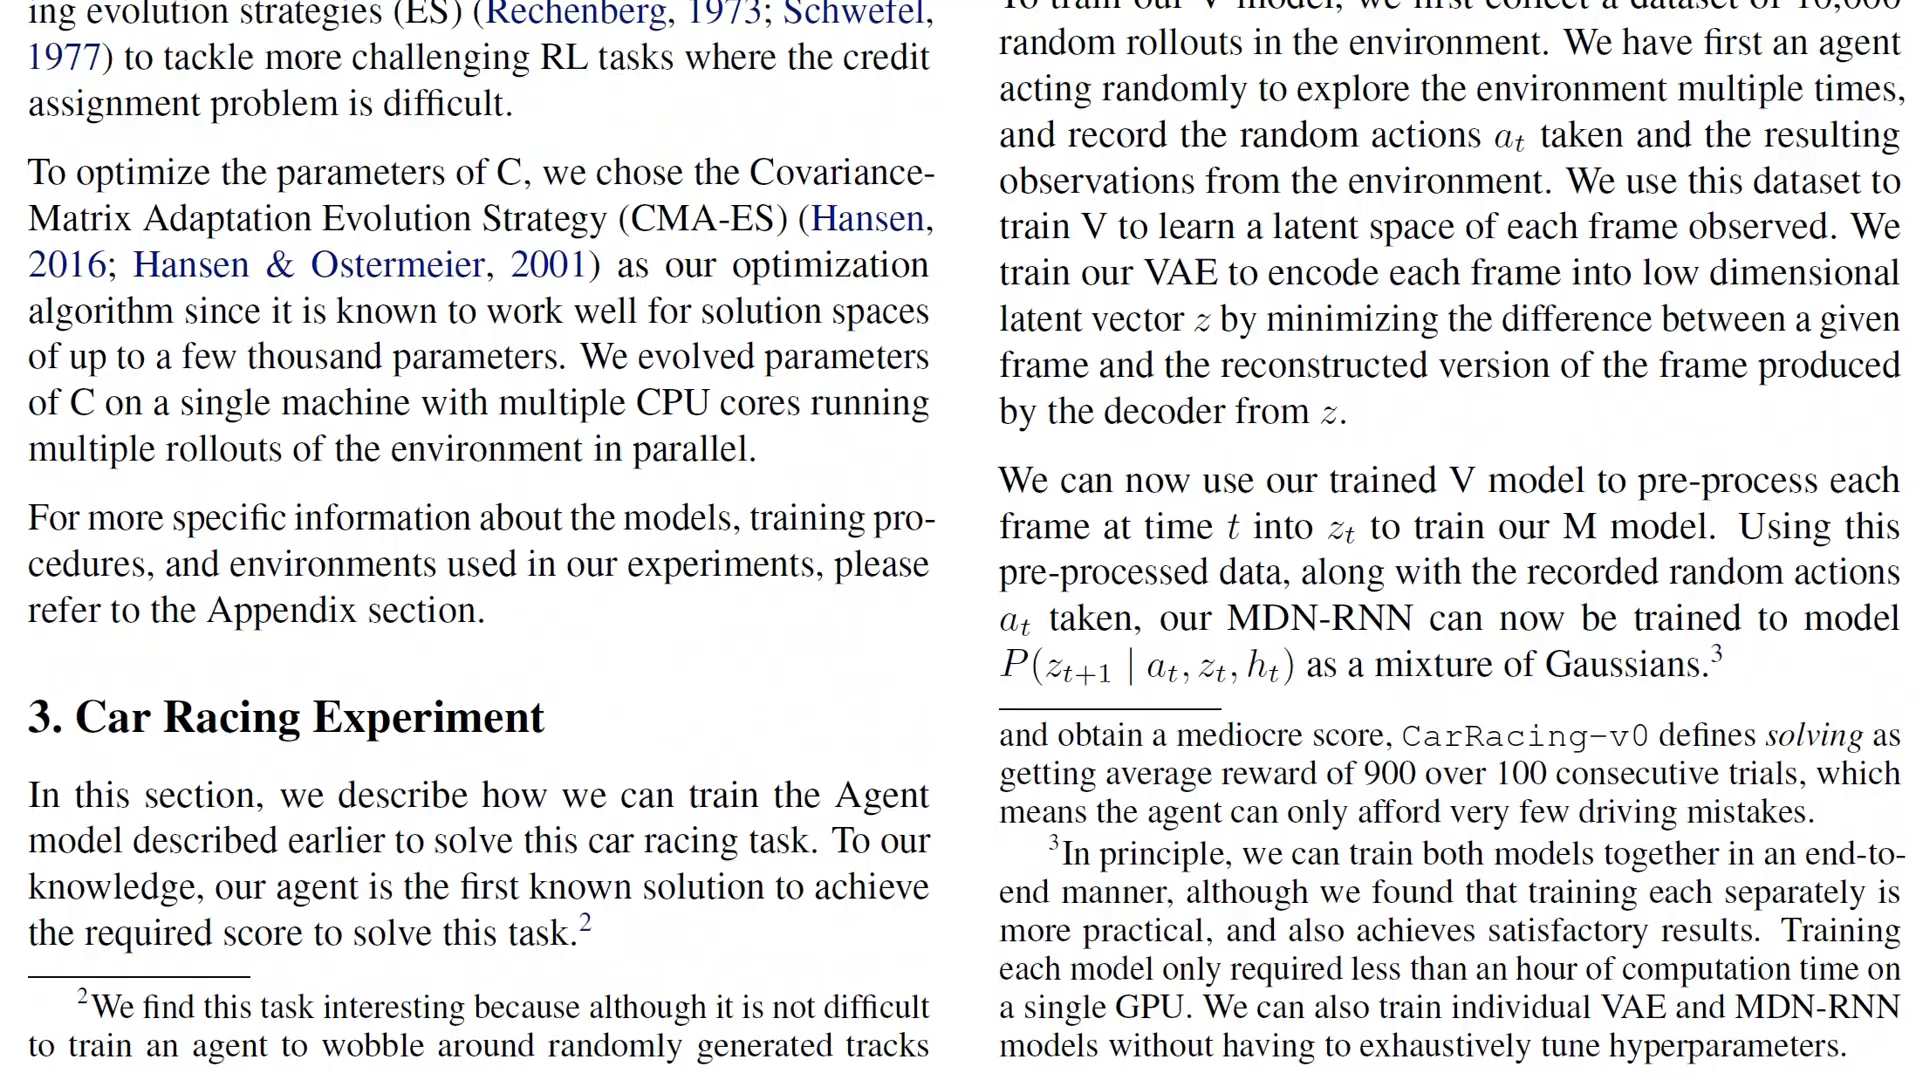 ing evolution strategies (ES) (Rechenberg, 1973; Schwefel,
1977) to tackle more challenging RL tasks where the credit
assignment problem is difficult.
To optimize the parameters of C, we chose the Covariance-
Matrix Adaptation Evolution Strategy (CMA-ES) (Hansen,
2016; Hansen & Ostermeier, 2001) as our optimization
algorithm since it is known to work well for solution spaces
of up to a few thousand parameters. We evolved parameters
of C on a single machine with multiple CPU cores running
multiple rollouts of the environment in parallel.
For more specific information about the models, training pro-
cedures, and environments used in our experiments, please
refer to the Appendix section.
3. Car Racing Experiment
In this section, we describe how we can train the Agent
model described earlier to solve this car racing task. To our
knowledge, our agent is the first known solution to achieve
the required score to solve this task.²
²We find this task interesting because although it is not difficult
to train an agent to wobble around randomly generated tracks
To train our V model, we first collect a dataset of 10,000
random rollouts in the environment. We have first an agent
acting randomly to explore the environment multiple times,
and record the random actions a_t taken and the resulting
observations from the environment. We use this dataset to
train V to learn a latent space of each frame observed. We
train our VAE to encode each frame into low dimensional
latent vector z by minimizing the difference between a given
frame and the reconstructed version of the frame produced
by the decoder from z.
We can now use our trained V model to pre-process each
frame at time t into z_t to train our M model. Using this
pre-processed data, along with the recorded random actions
a_t taken, our MDN-RNN can now be trained to model
P(z_{t+1} | a_t, z_t, h_t) as a mixture of Gaussians.³
and obtain a mediocre score, CarRacing-v0 defines solving as
getting average reward of 900 over 100 consecutive trials, which
means the agent can only afford very few driving mistakes.
³In principle, we can train both models together in an end-to-
end manner, although we found that training each separately is
more practical, and also achieves satisfactory results. Training
each model only required less than an hour of computation time on
a single GPU. We can also train individual VAE and MDN-RNN
models without having to exhaustively tune hyperparameters.